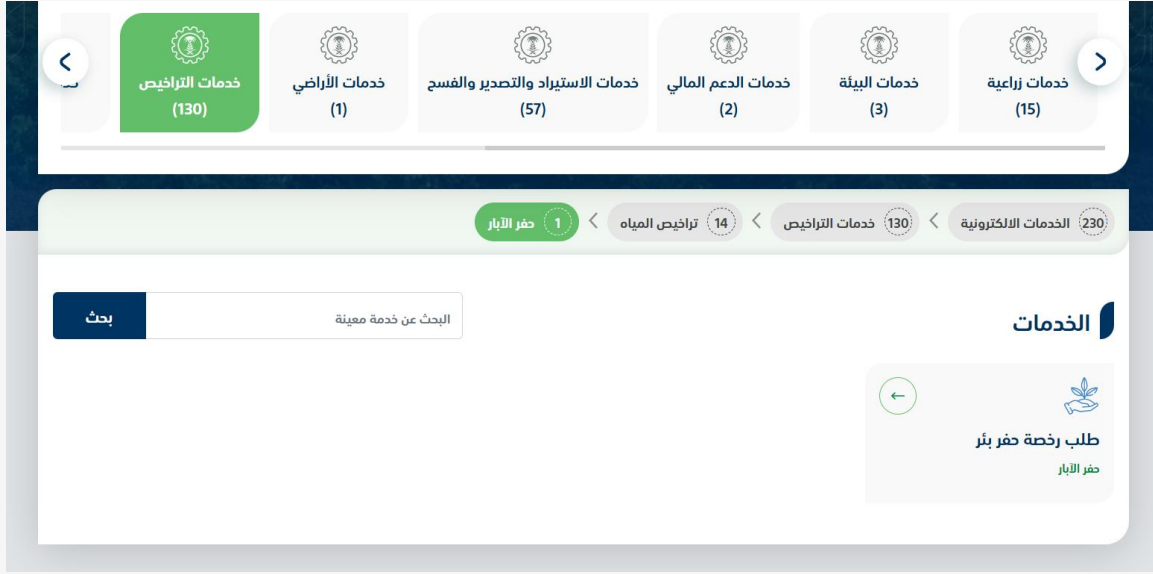 خدمات زراعية
(15)
خدمات البيئة
(3)
خدمات الدعم المالي
(2)
خدمات الاستيراد والتصدير والفسح
(57)
خدمات الأراضي
(1)
خدمات التراخيص
(130)
230 الخدمات الالكترونية
130 خدمات التراخيص
14 تراخيص المياه
1 حفر الآبار
الخدمات
البحث عن خدمة معينة
بحث
طلب رخصة حفر بئر
حفر الآبار